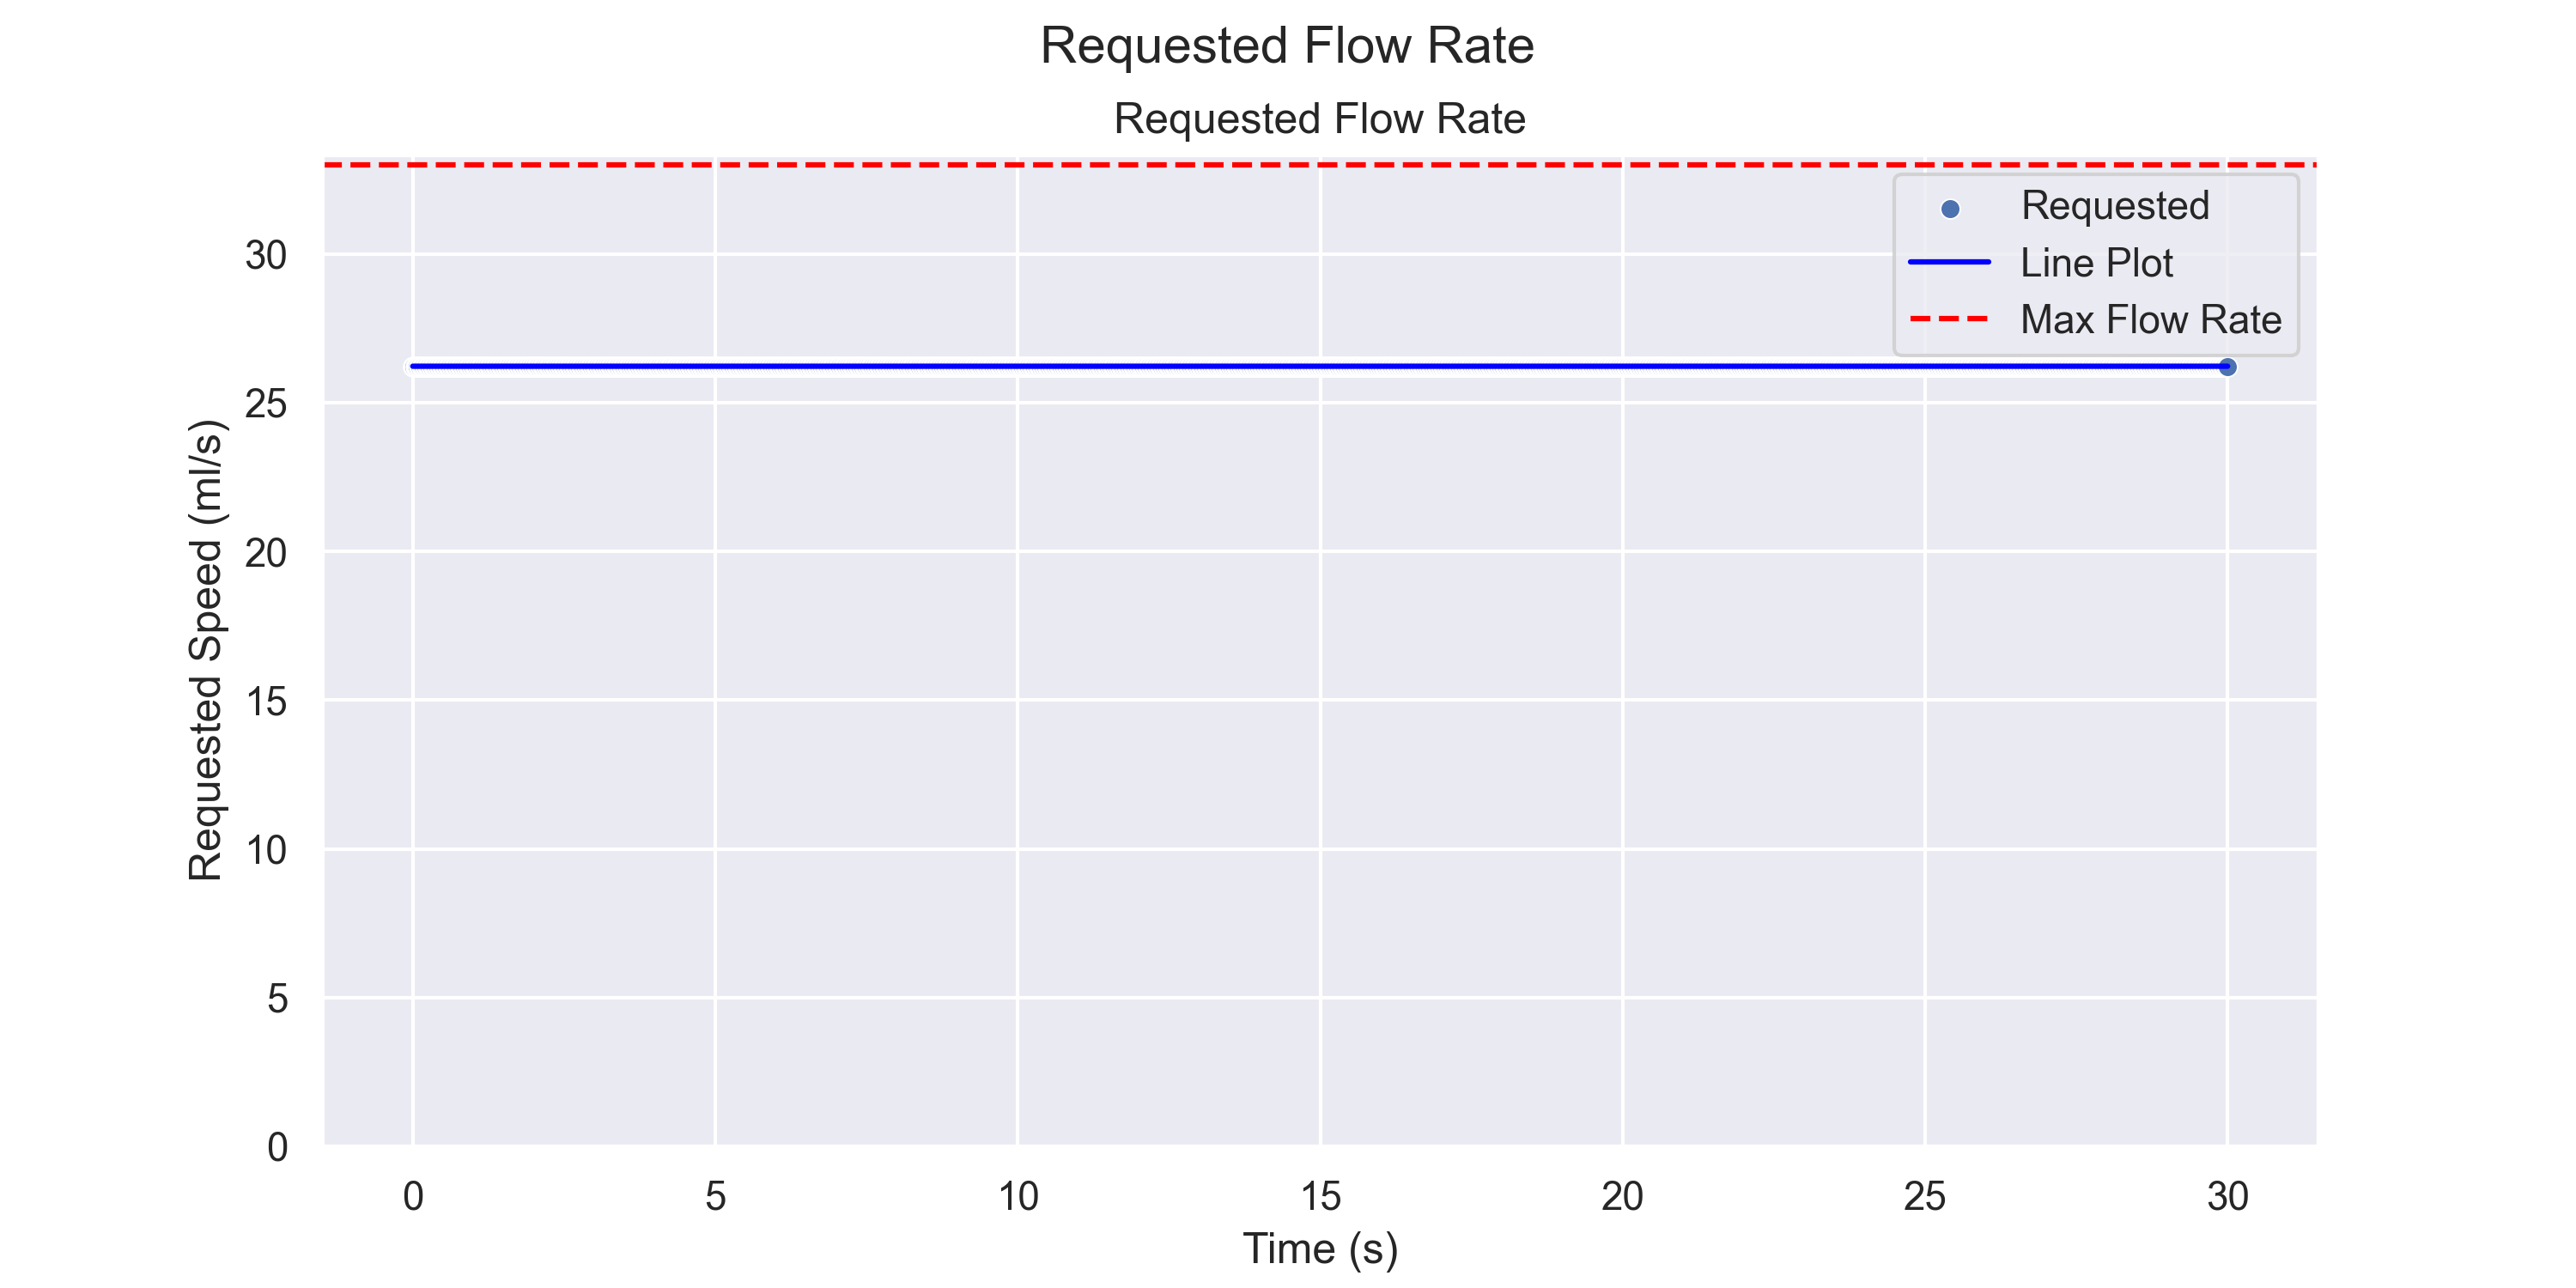 Requested Flow Rate
Requested Flow Rate
Requested
Line Plot
Max Flow Rate
Requested Speed (ml/s)
30
25
20
15
10
5
0
0 5 10 15 20 25 30
Time (s)